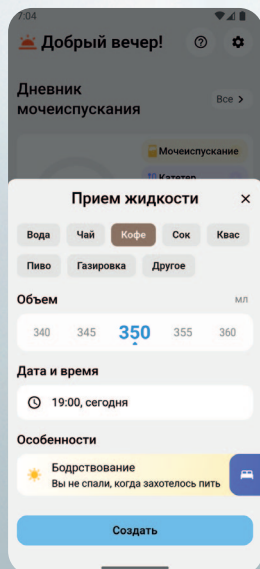 7:04
Добрый вечер!
Дневник
мочеиспускания
Все >
Мочеиспускание
Катетер
Прием жидкости ×
Вода Чай Кофе Сок Квас
Пиво Газировка Другое
Объем мл
340 345 350 355 360
Дата и время
19:00, сегодня
Особенности
Бодрствование
Вы не спали, когда захотелось пить
Создать